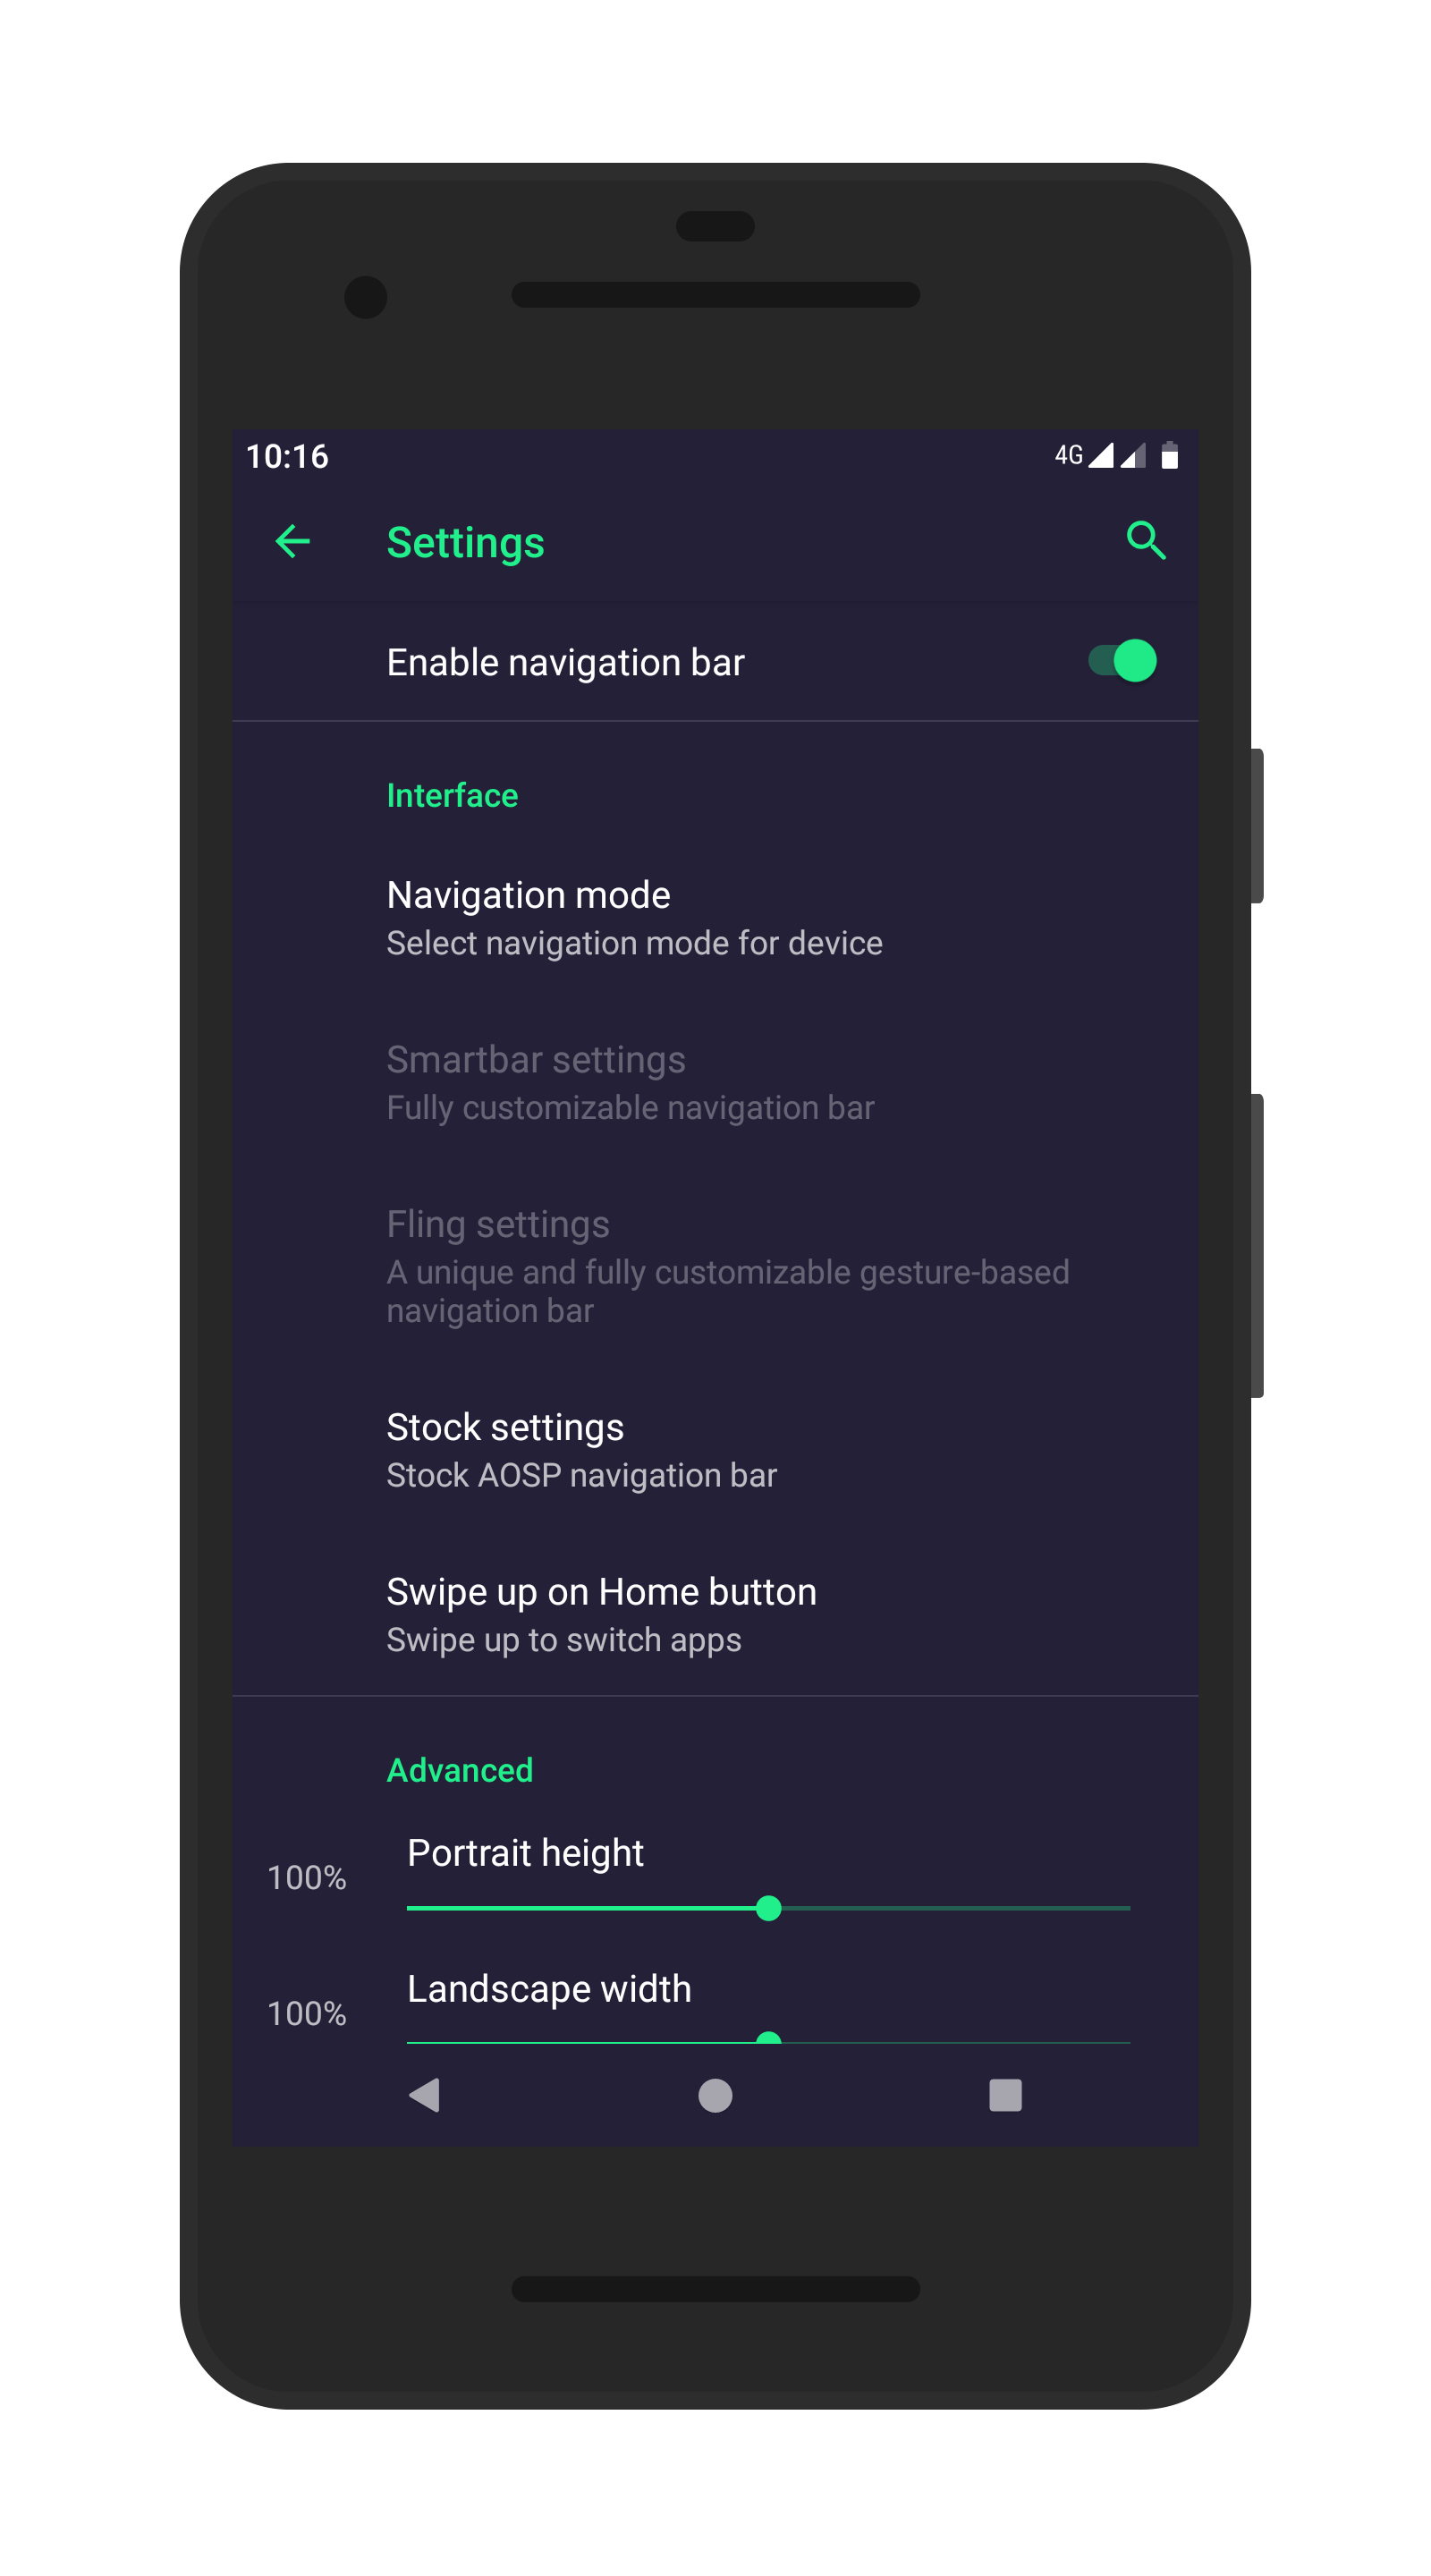 10:16
4G
Settings
Enable navigation bar
Interface
Navigation mode
Select navigation mode for device
Smartbar settings
Fully customizable navigation bar
Fling settings
A unique and fully customizable gesture-based
navigation bar
Stock settings
Stock AOSP navigation bar
Swipe up on Home button
Swipe up to switch apps
Advanced
Portrait height
100%
Landscape width
100%